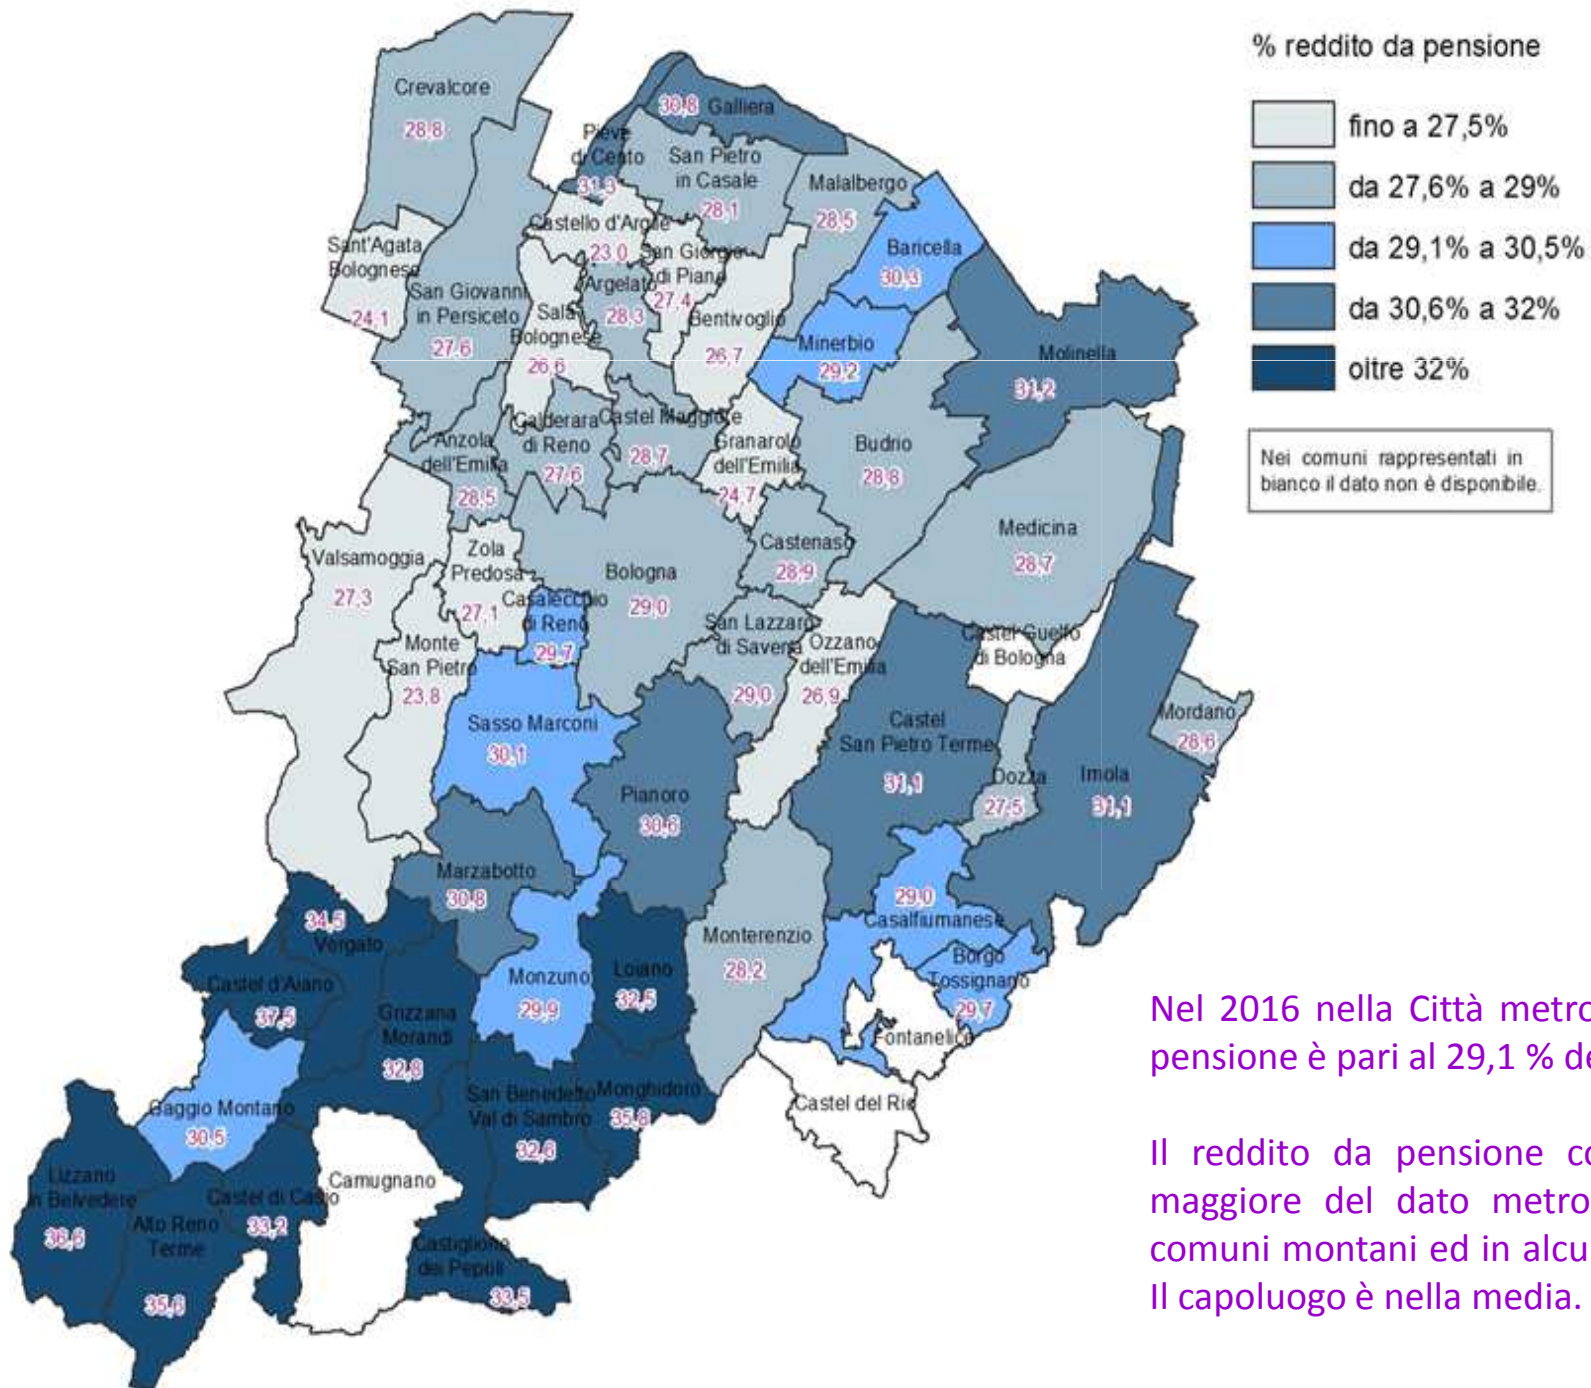 Crevalcore
28,8
30,8 Galliera
Pieve
di Cento
31,3
San Pietro
in Casale
28,1
Malalbergo
28,5
Baricella
30,3
Sant'Agata
Bolognese
24,1
San Giovanni
in Persiceto
27,6
Castello d'Argile
23,0
San Giorgio
di Piano
27,4
Argelato
28,3
Sala
Bolognese
26,6
Bentivoglio
26,7
Minerbio
29,2
Molinella
31,2
Anzola
dell'Emilia
28,5
Calderara
di Reno
27,6
Castel Maggiore
28,7
Granarolo
dell'Emilia
24,7
Budrio
28,8
Valsamoggia
27,3
Zola
Predosa
27,1
Bologna
29,0
Castenaso
28,9
Medicina
28,7
Casalecchio
di Reno
29,7
Monte
San Pietro
23,8
San Lazzaro
di Savena
29,0
Ozzano
dell'Emilia
26,9
Castel Guelfo
di Bologna
Sasso Marconi
30,1
Castel
San Pietro Terme
31,1
Mordano
28,6
Dozza
27,5
Imola
31,1
Pianoro
30,6
Marzabotto
30,8
29,0
Casalfiumanese
34,5
Vergato
Monterenzio
28,2
Borgo
Tossignano
29,7
Castel d'Aiano
37,5
Monzuno
29,9
Loiano
32,5
Grizzana
Morandi
32,8
Fontanelice
Gaggio Montano
30,5
San Benedetto
Val di Sambro
32,6
Monghidoro
35,8
Castel del Rio
Lizzano
in Belvedere
36,6
Castel di Casio
33,2
Camugnano
Alto Reno
Terme
35,6
Castiglione
dei Pepoli
33,5
% reddito da pensione
fino a 27,5%
da 27,6% a 29%
da 29,1% a 30,5%
da 30,6% a 32%
oltre 32%
Nei comuni rappresentati in
bianco il dato non è disponibile.
Nel 2016 nella Città metro
pensione è pari al 29,1 % de
Il reddito da pensione co
maggiore del dato metro
comuni montani ed in alcu
Il capoluogo è nella media.